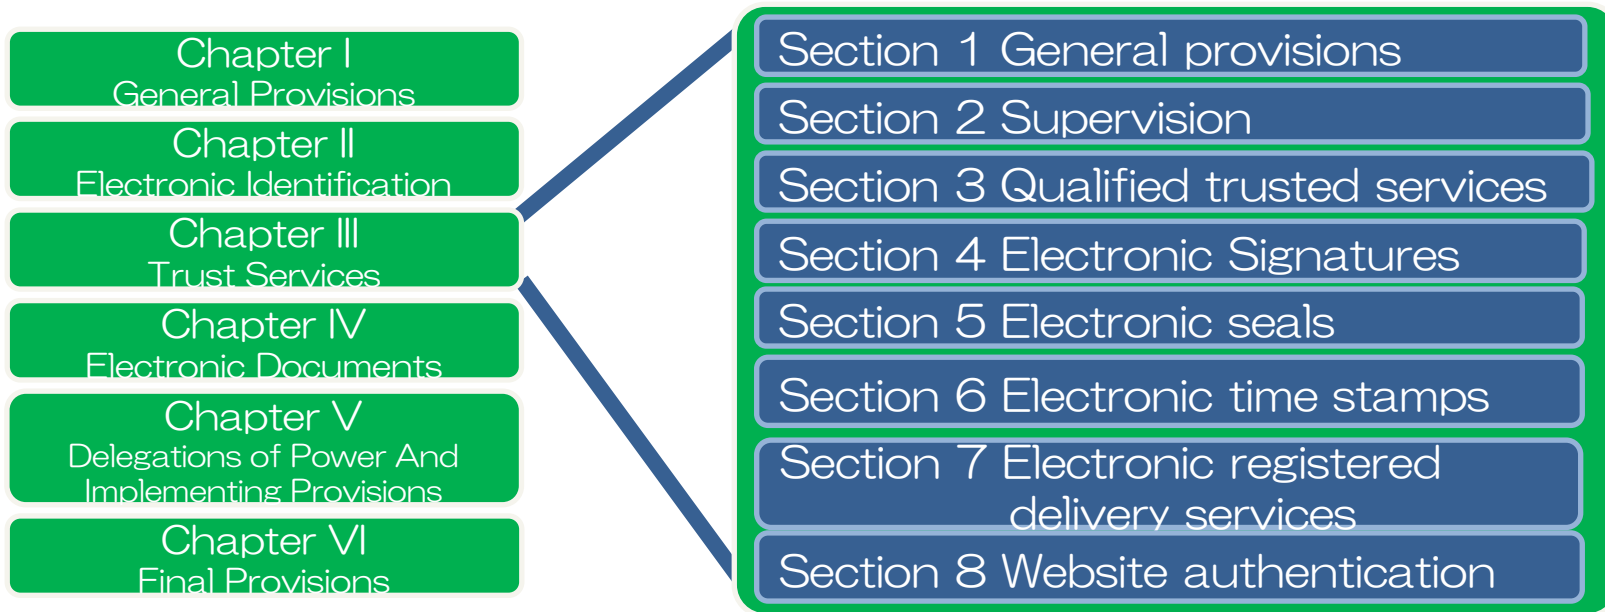 Chapter I
General Provisions
Chapter II
Electronic Identification
Chapter III
Trust Services
Chapter IV
Electronic Documents
Chapter V
Delegations of Power And
Implementing Provisions
Chapter VI
Final Provisions
Section 1 General provisions
Section 2 Supervision
Section 3 Qualified trusted services
Section 4 Electronic Signatures
Section 5 Electronic seals
Section 6 Electronic time stamps
Section 7 Electronic registered
delivery services
Section 8 Website authentication